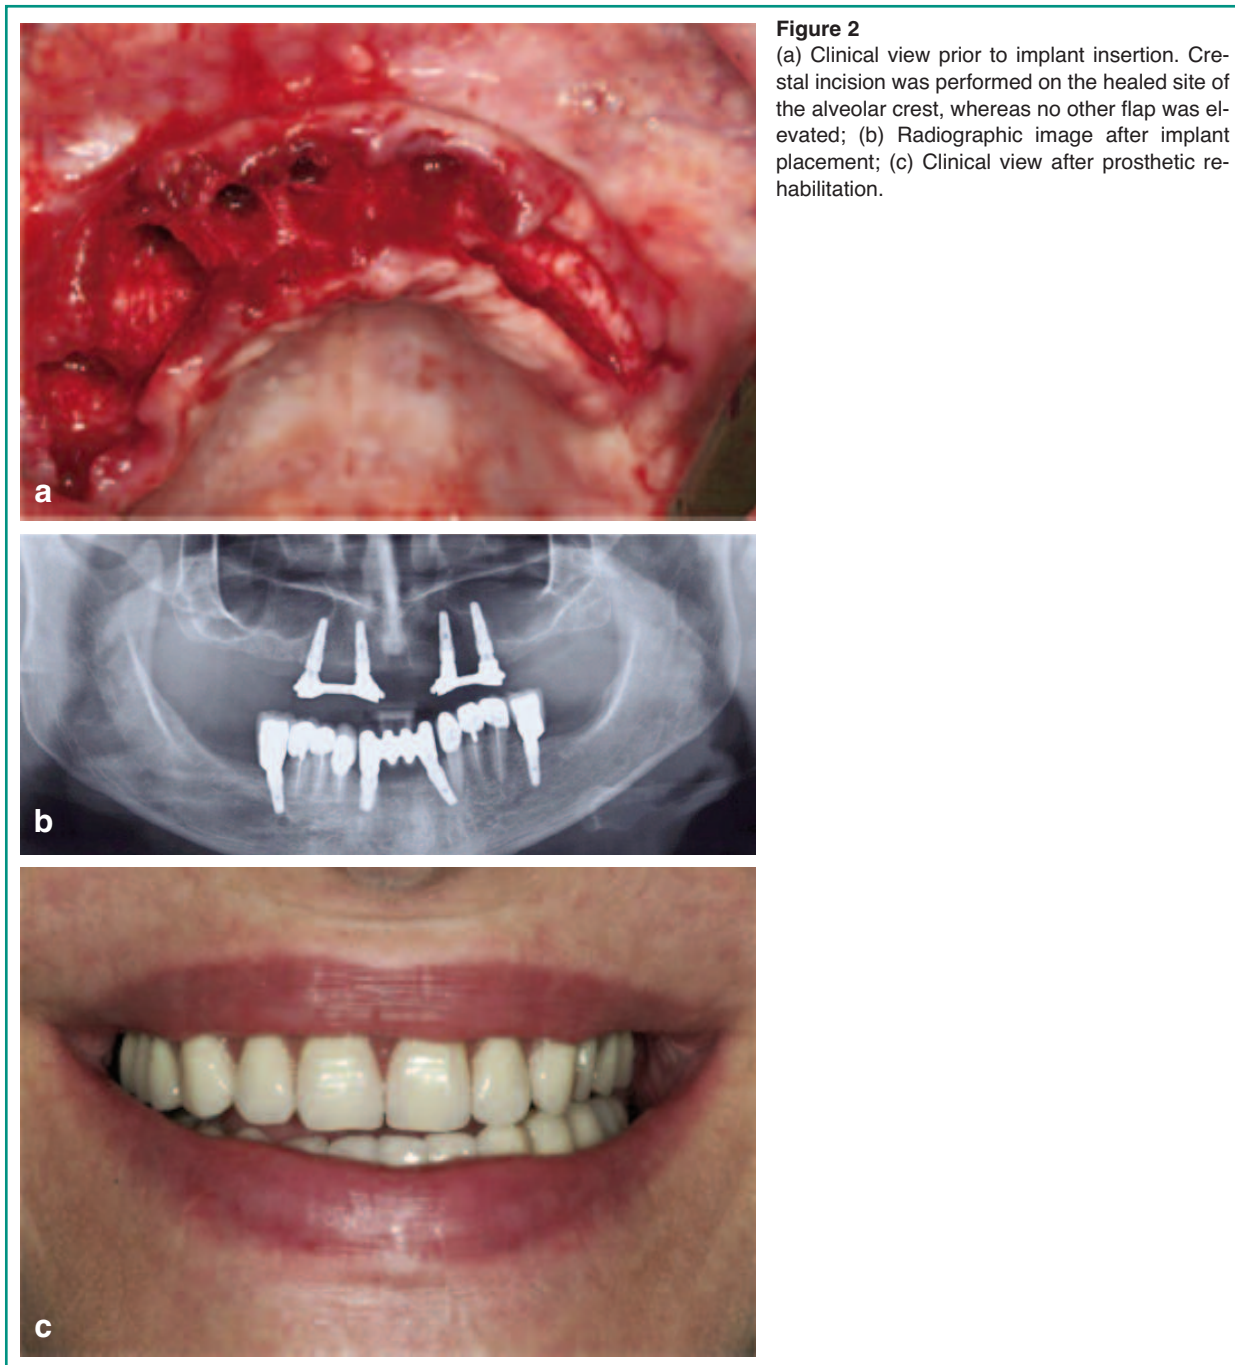 Figure 2
(a) Clinical view prior to implant insertion. Cre-
stal incision was performed on the healed site of
the alveolar crest, whereas no other flap was el-
evated; (b) Radiographic image after implant
placement; (c) Clinical view after prosthetic re-
habilitation.
a
b
c